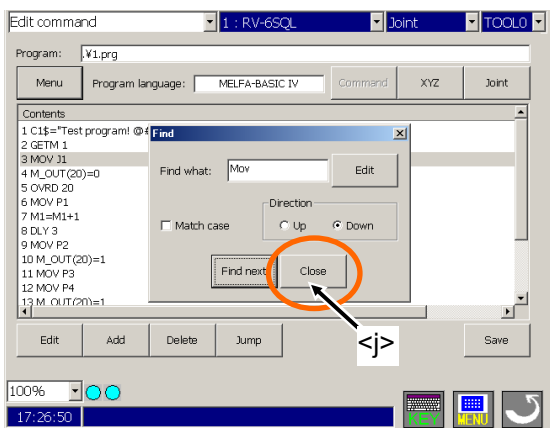 Edit command 1 : RV-6SQL Joint TOOL0
Program: .¥1.prg
Menu Program language: MELFA-BASIC IV Command XYZ Joint
Contents
1 C1$="Test program! @
2 GETM 1
3 MOV J1
4 M_OUT(20)=0
5 OVRD 20
6 MOV P1
7 M1=M1+1
8 DLY 3
9 MOV P2
10 M_OUT(20)=1
11 MOV P3
12 MOV P4
13 M_OUT(20)=1
Find
Find what: Mov Edit
Direction
Match case Up Down
Find next Close
<j>
Edit Add Delete Jump Save
100%
17:26:50 KEY MENU